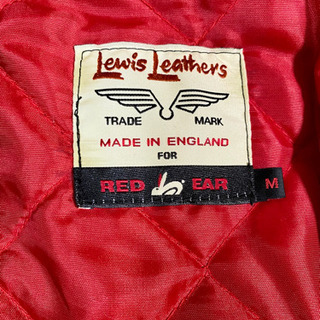 Lewis Leathers
TRADE MARK
MADE IN ENGLAND
FOR
RED EAR M